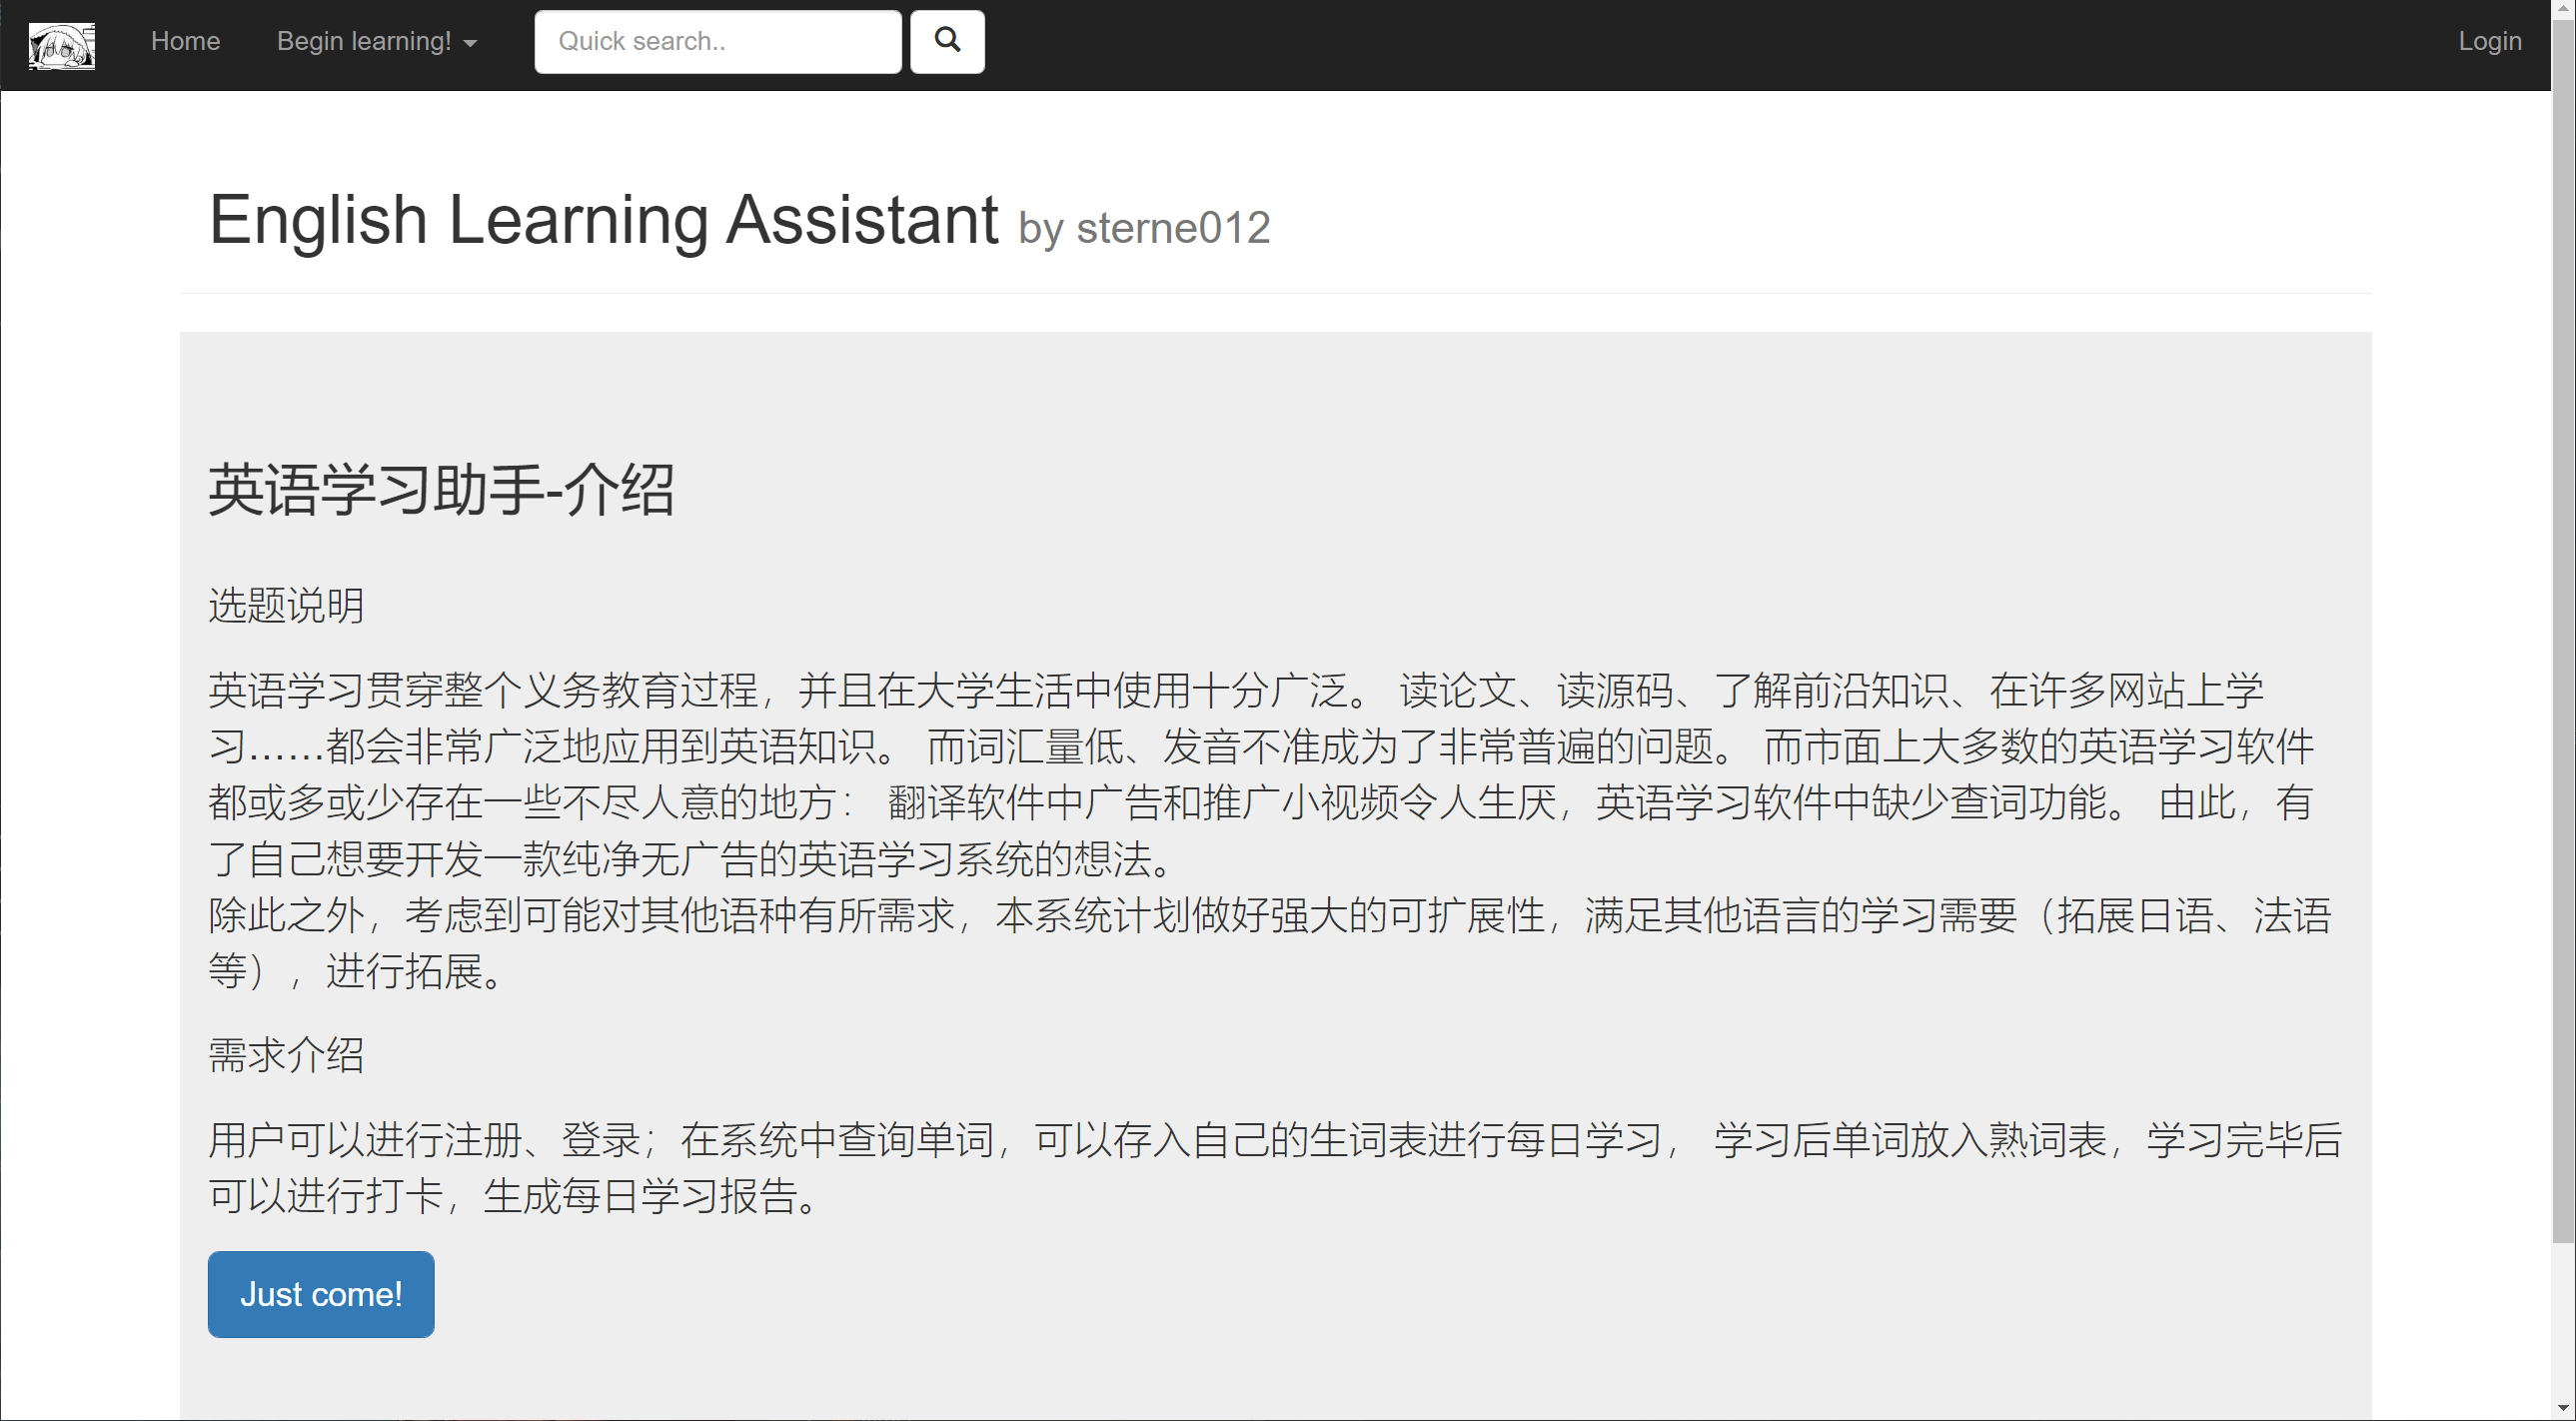 Home Begin learning! Quick search.. Login
English Learning Assistant by sterne012
英语学习助手-介绍
选题说明
英语学习贯穿整个义务教育过程，并且在大学生活中使用十分广泛。 读论文、读源码、了解前沿知识、在许多网站上学
习……都会非常广泛地应用到英语知识。 而词汇量低、发音不准成为了非常普遍的问题。 而市面上大多数的英语学习软件
都或多或少存在一些不尽人意的地方： 翻译软件中广告和推广小视频令人生厌，英语学习软件中缺少查词功能。 由此，有
了自己想要开发一款纯净无广告的英语学习系统的想法。
除此之外，考虑到可能对其他语种有所需求，本系统计划做好强大的可扩展性，满足其他语言的学习需要（拓展日语、法语
等），进行拓展。
需求介绍
用户可以进行注册、登录；在系统中查询单词，可以存入自己的生词表进行每日学习， 学习后单词放入熟词表，学习完毕后
可以进行打卡，生成每日学习报告。
Just come!